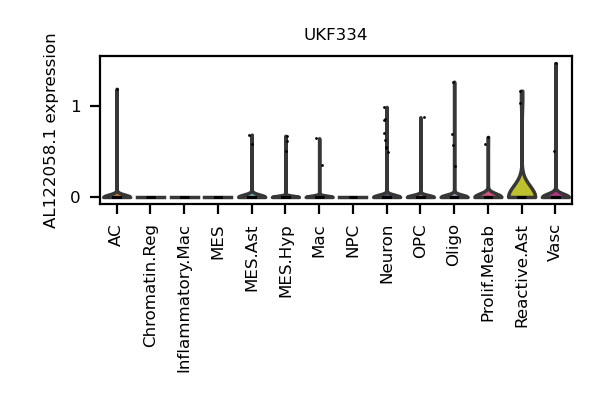 UKF334
AL122058.1 expression
1
0
AC
Chromatin.Reg
Inflammatory.Mac
MES
MES.Ast
MES.Hyp
Mac
NPC
Neuron
OPC
Oligo
Prolif.Metab
Reactive.Ast
Vasc